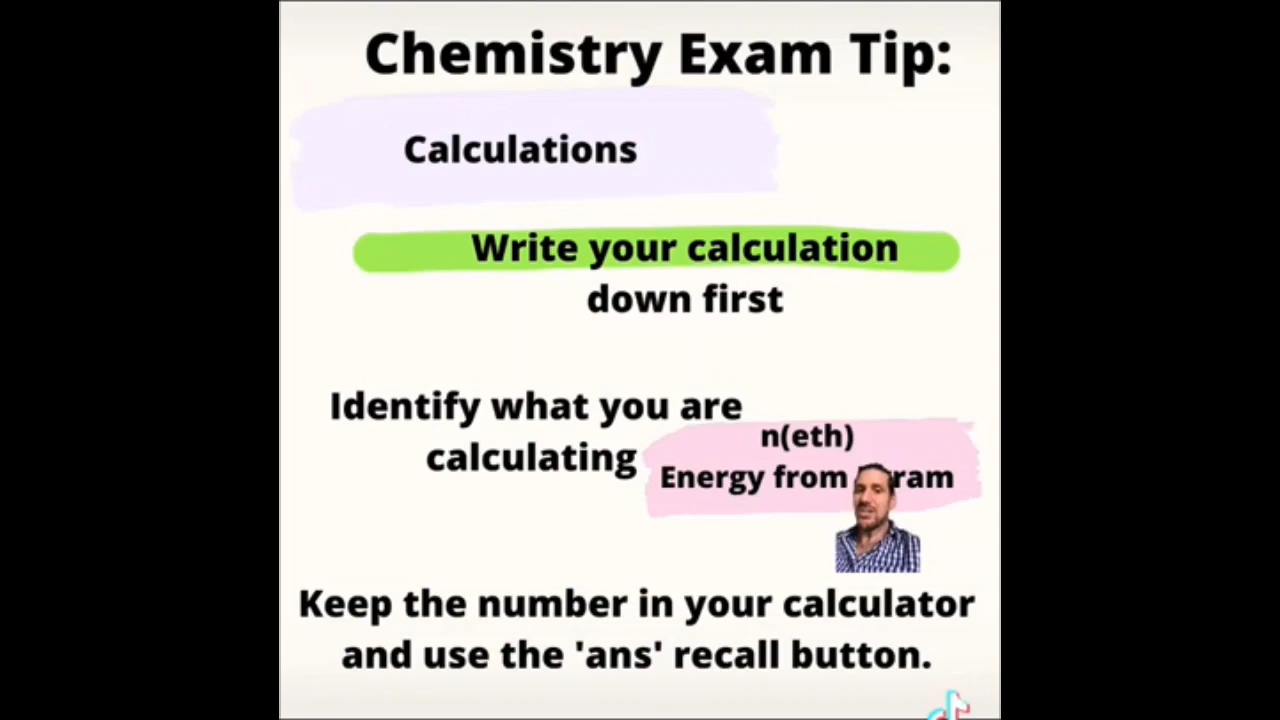 Chemistry Exam Tip:
Calculations
Write your calculation
down first
Identify what you are
calculating
n(eth)
Energy from
Keep the number in your calculator
and use the 'ans' recall button.